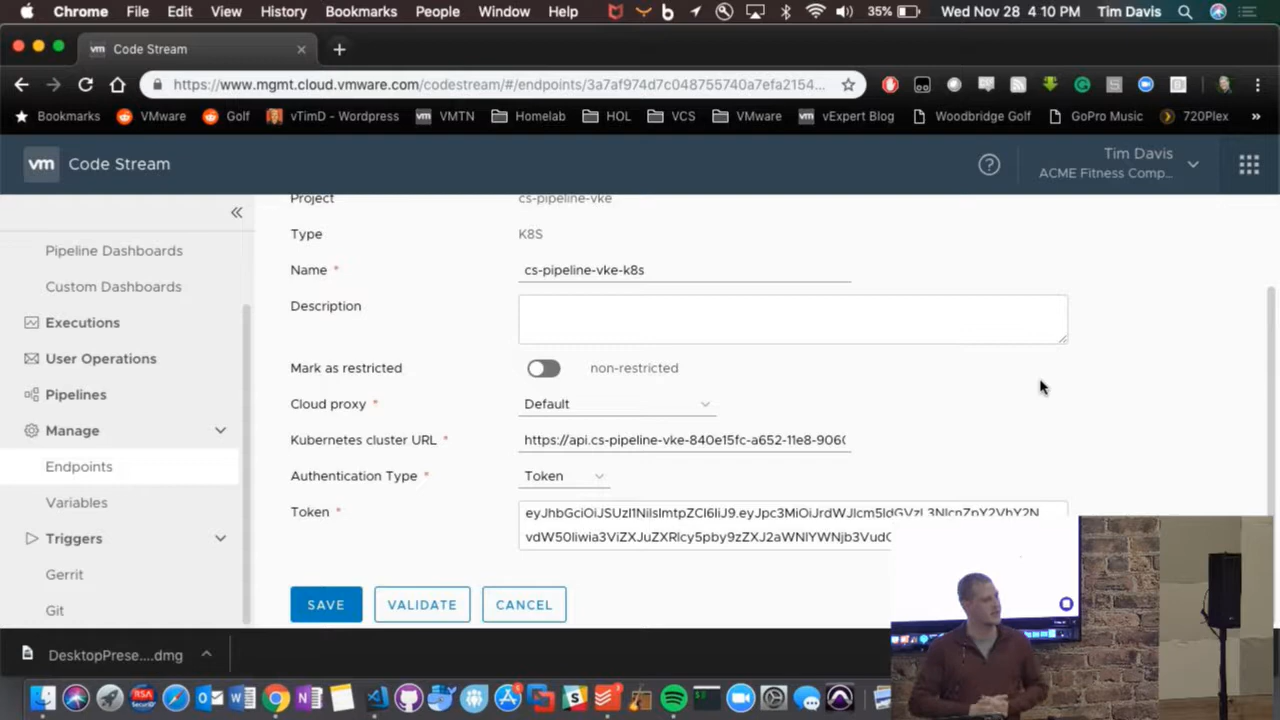 Chrome File Edit View History Bookmarks People Window Help 35% Wed Nov 28 4:10 PM Tim Davis
vm Code Stream
https://www.mgmt.cloud.vmware.com/codestream/#/endpoints/3a7af974d7c048755740a7efa2154...
Bookmarks VMware Golf vTimD - Wordpress VMTN Homelab HOL VCS VMware vExpert Blog Woodbridge Golf GoPro Music 720Plex »
vm Code Stream
Tim Davis
ACME Fitness Comp...
Pipeline Dashboards
Custom Dashboards
Executions
User Operations
Pipelines
Manage
Endpoints
Variables
Triggers
Gerrit
Git
Project cs-pipeline-vke
Type K8S
Name * cs-pipeline-vke-k8s
Description
Mark as restricted non-restricted
Cloud proxy * Default
Kubernetes cluster URL * https://api.cs-pipeline-vke-840e15fc-a652-11e8-906
Authentication Type * Token
Token *
SAVE VALIDATE CANCEL
DesktopPrese....dmg
RSA
SecurID